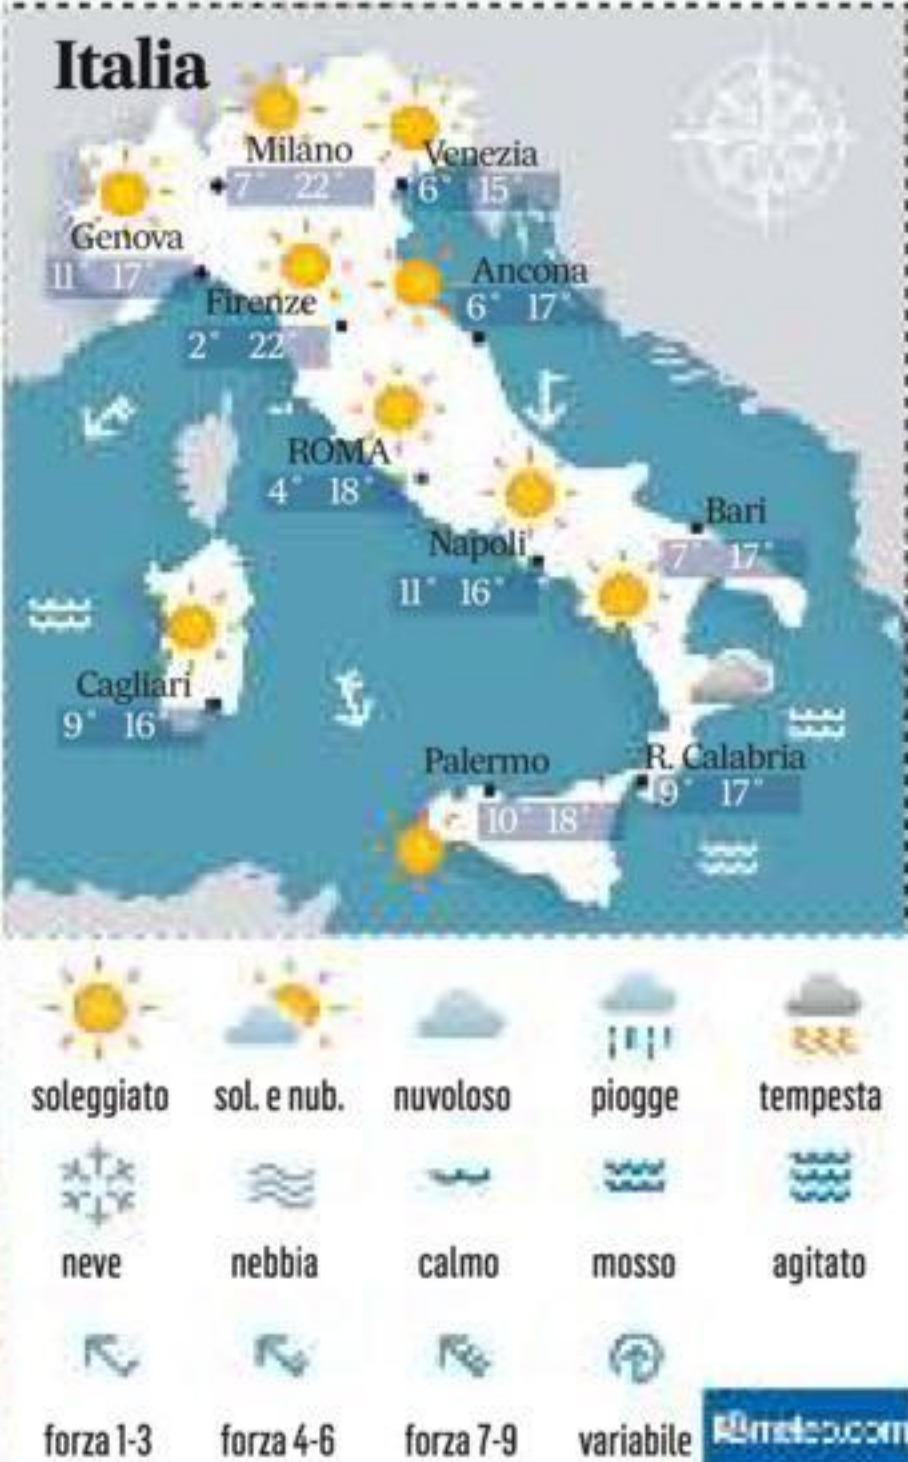 Italia
Milano
7° 22°
Venezia
6° 15°
Genova
11° 17°
Firenze
2° 22°
Ancona
6° 17°
ROMA
4° 18°
Bari
7° 17°
Napoli
11° 16°
Cagliari
9° 16°
Palermo
10° 18°
R. Calabria
9° 17°
soleggiato sol. e nub. nuvoloso piogge tempesta
neve nebbia calmo mosso agitato
forza 1-3 forza 4-6 forza 7-9 variabile